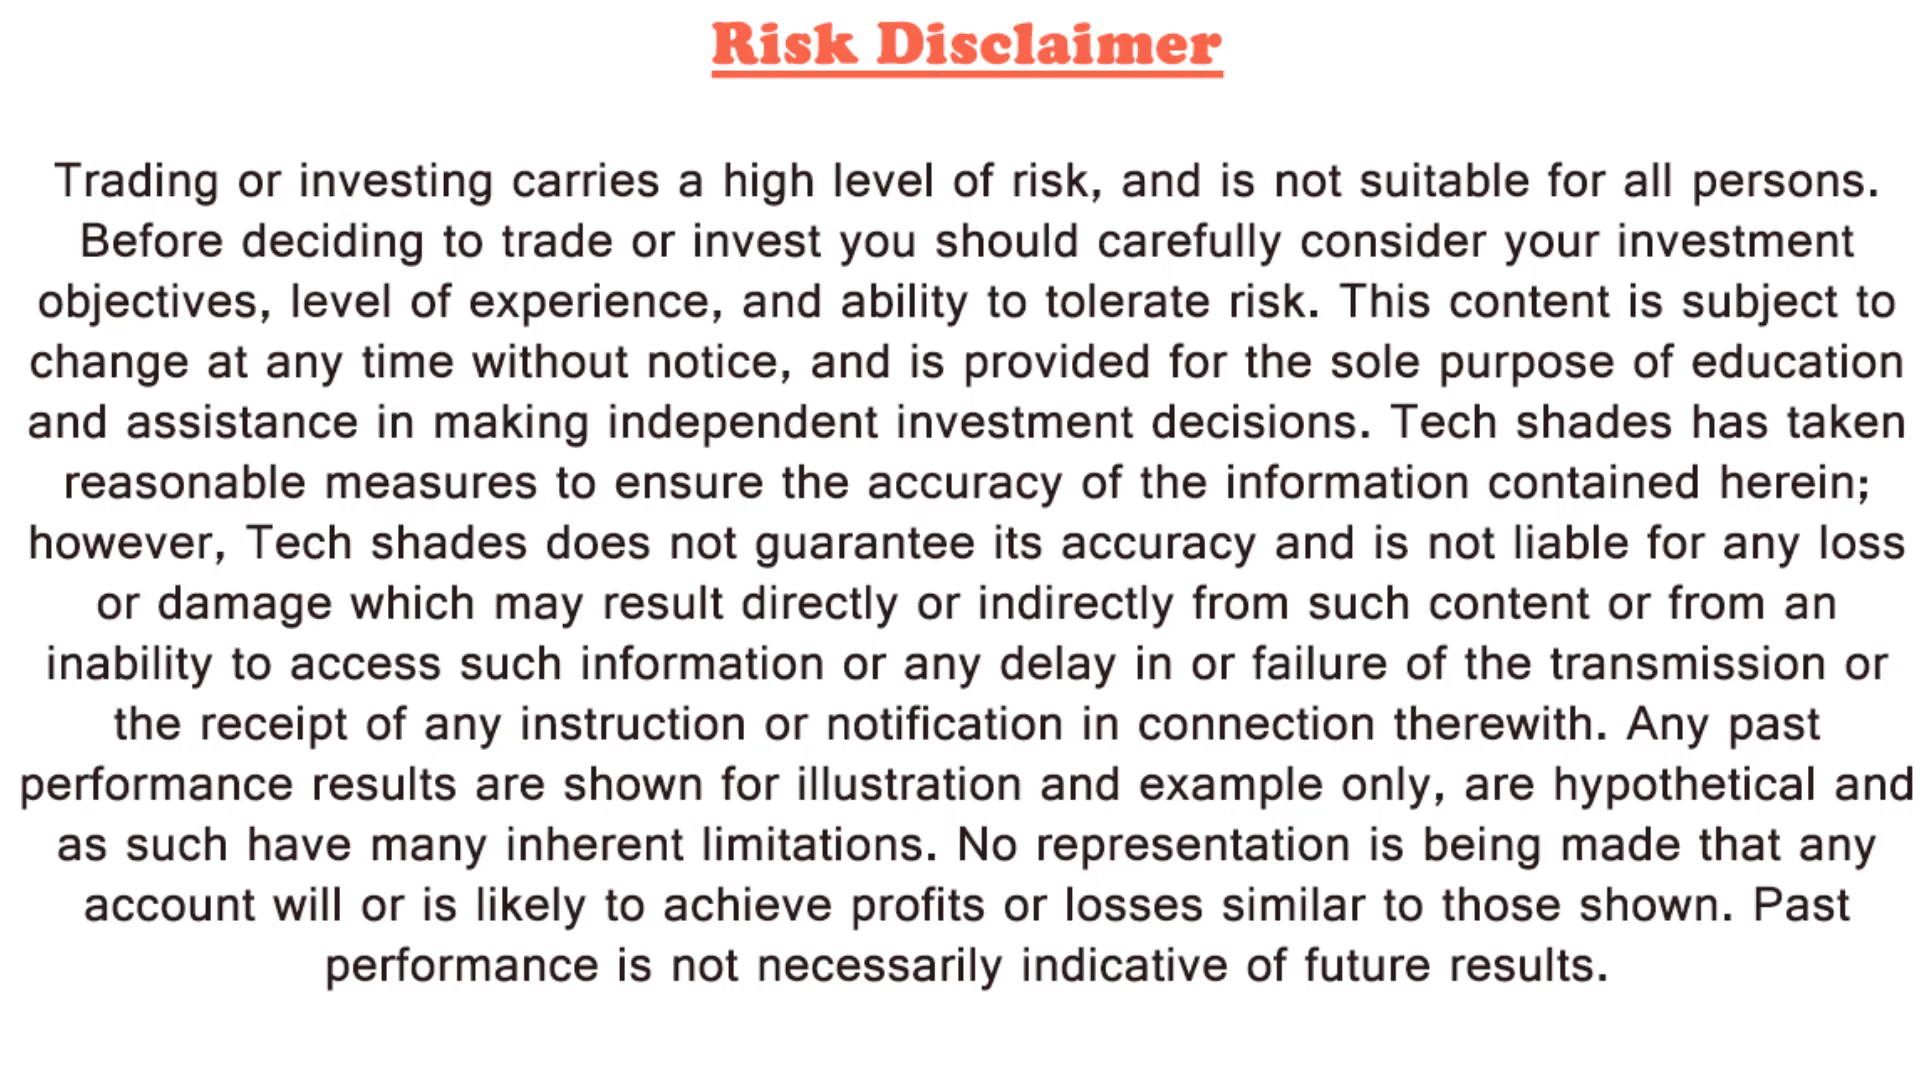 Risk Disclaimer
Trading or investing carries a high level of risk, and is not suitable for all persons.
Before deciding to trade or invest you should carefully consider your investment
objectives, level of experience, and ability to tolerate risk. This content is subject to
change at any time without notice, and is provided for the sole purpose of education
and assistance in making independent investment decisions. Tech shades has taken
reasonable measures to ensure the accuracy of the information contained herein;
however, Tech shades does not guarantee its accuracy and is not liable for any loss
or damage which may result directly or indirectly from such content or from an
inability to access such information or any delay in or failure of the transmission or
the receipt of any instruction or notification in connection therewith. Any past
performance results are shown for illustration and example only, are hypothetical and
as such have many inherent limitations. No representation is being made that any
account will or is likely to achieve profits or losses similar to those shown. Past
performance is not necessarily indicative of future results.